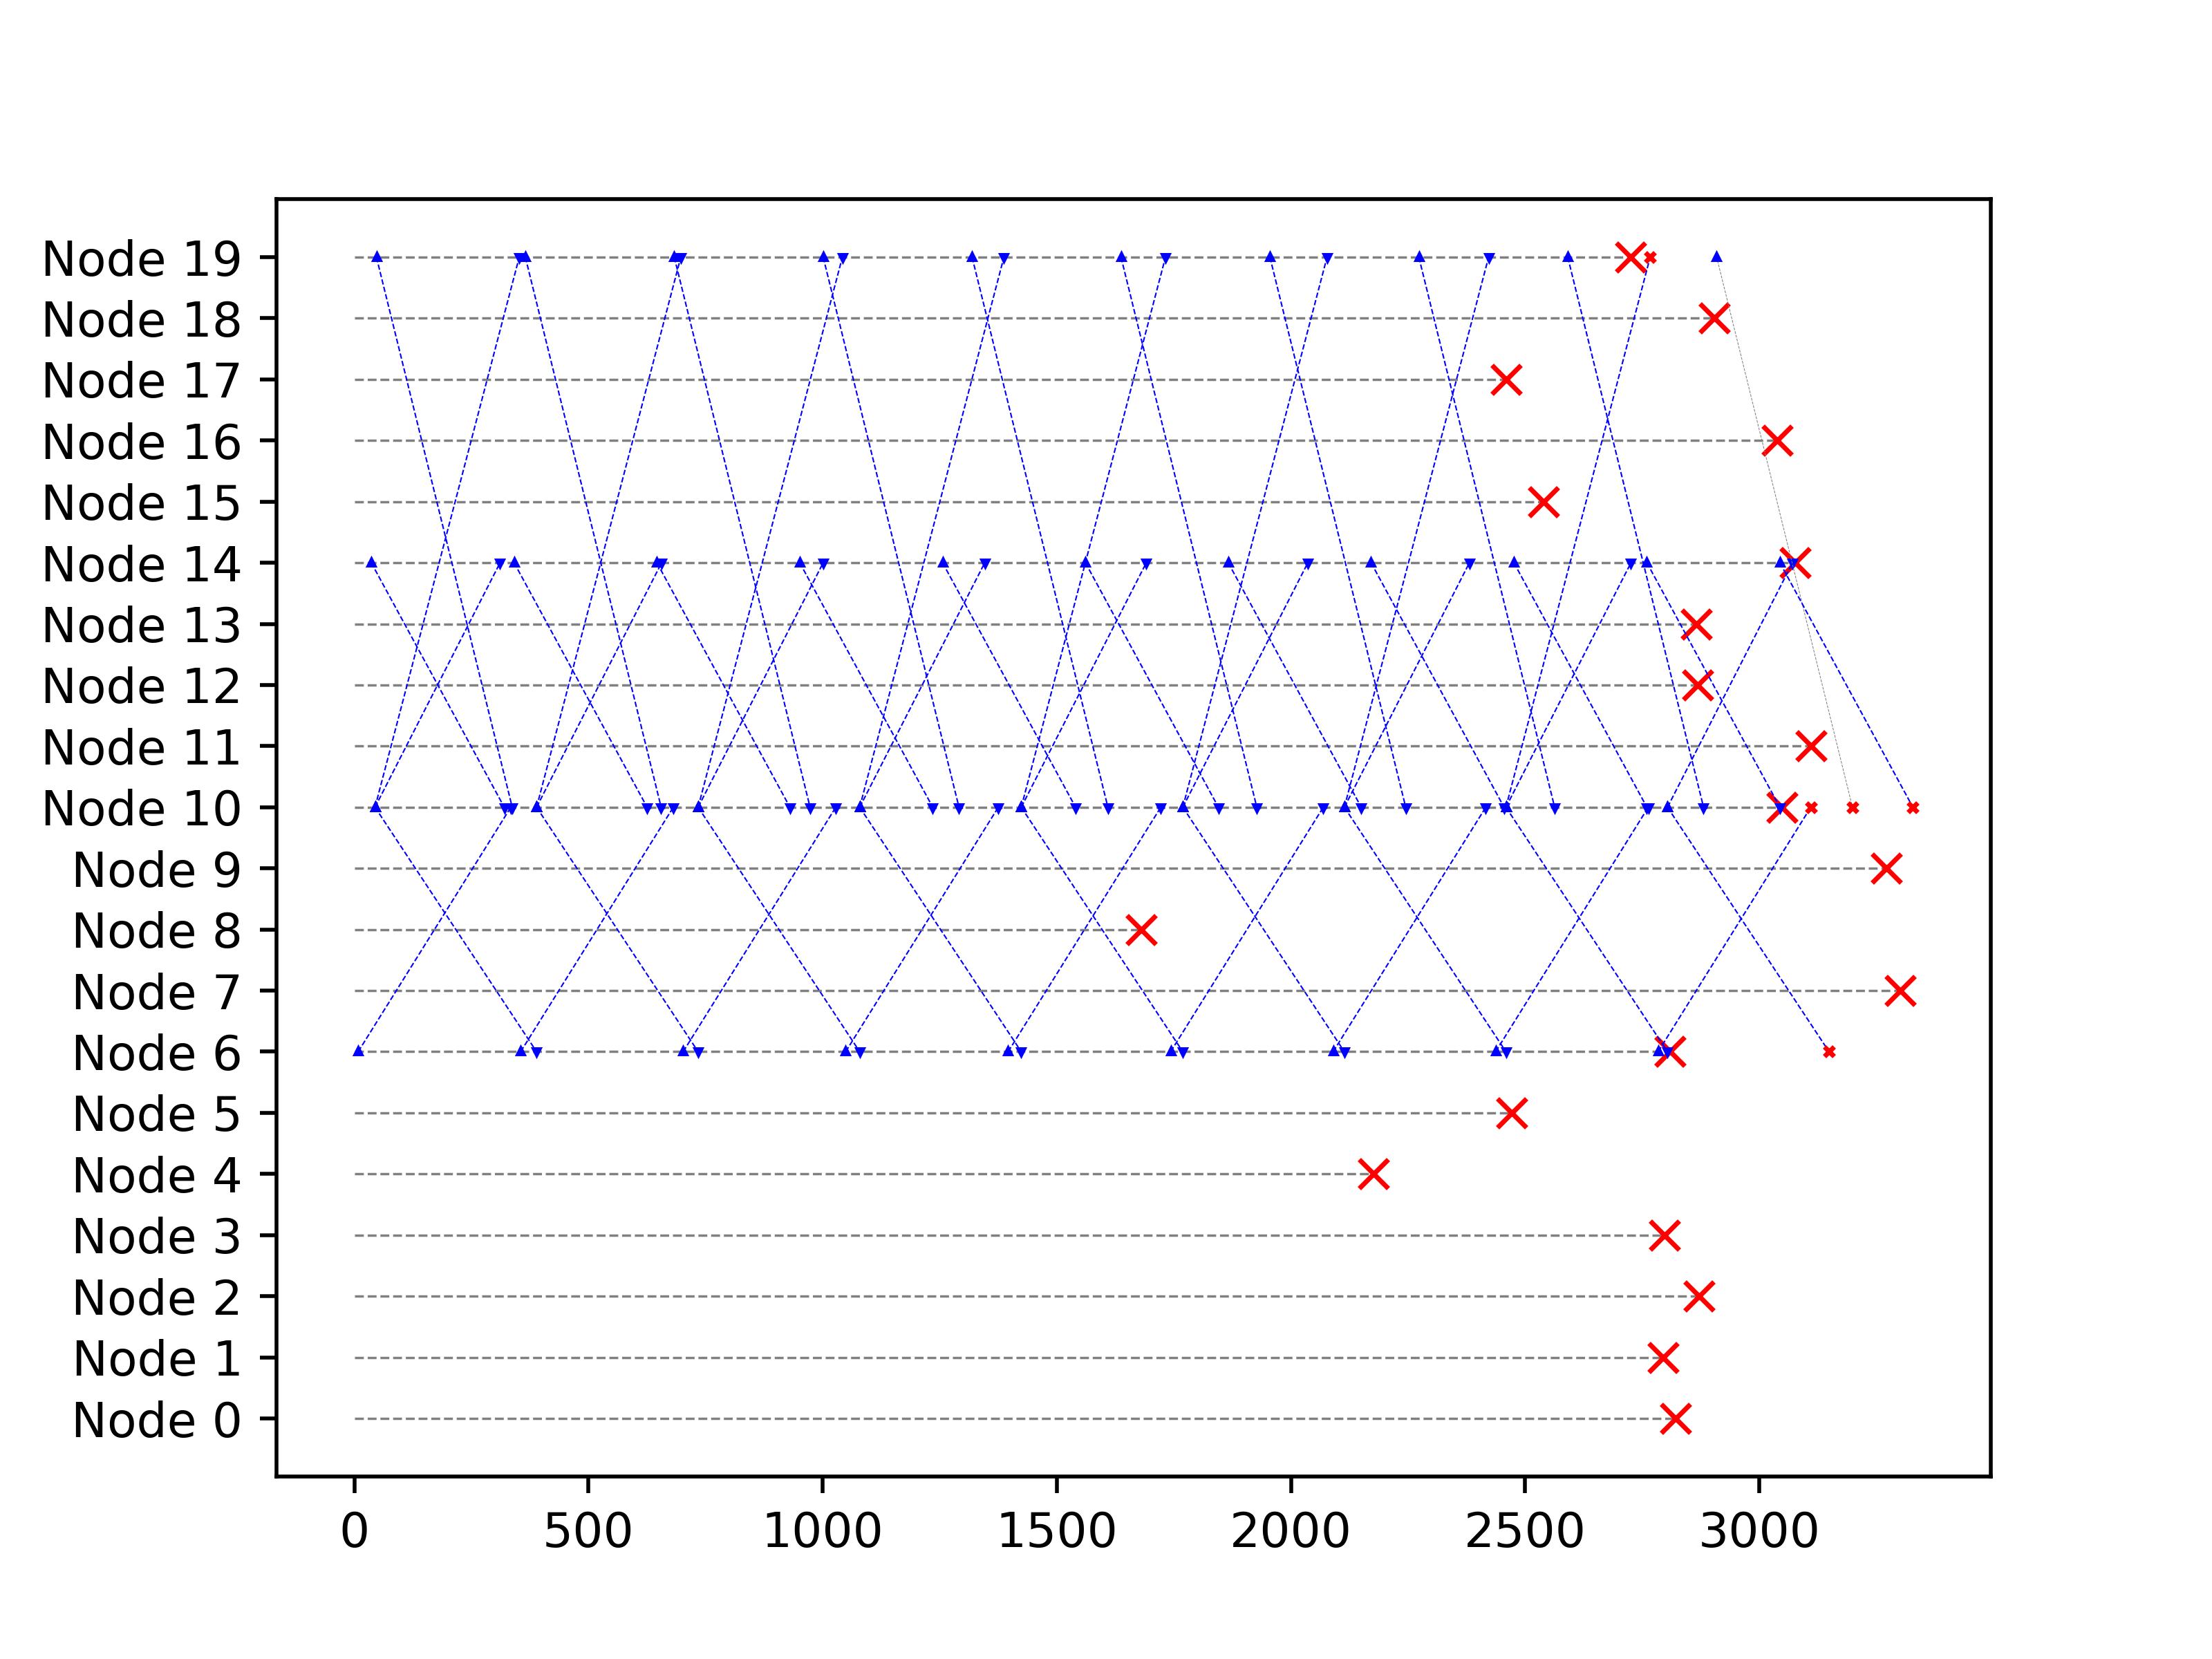 Node 19
Node 18
Node 17
Node 16
Node 15
Node 14
Node 13
Node 12
Node 11
Node 10
Node 9
Node 8
Node 7
Node 6
Node 5
Node 4
Node 3
Node 2
Node 1
Node 0
0 500 1000 1500 2000 2500 3000